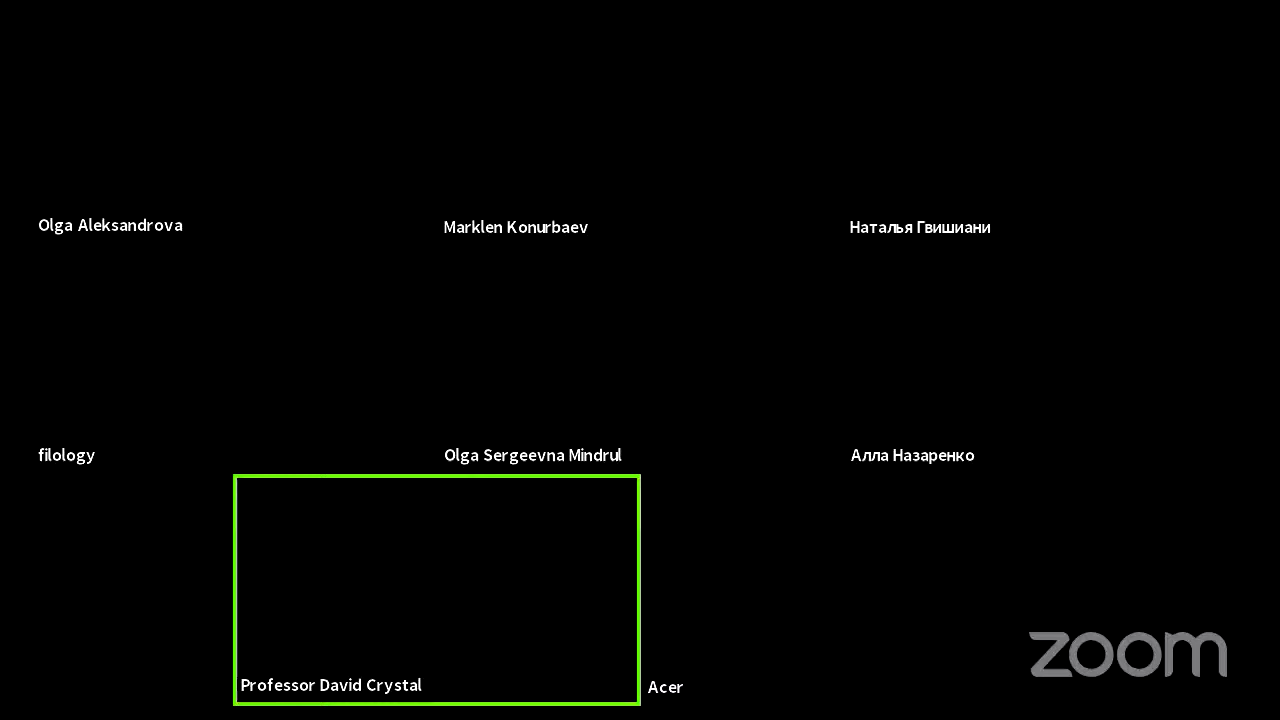 Olga Aleksandrova
Marklen Konurbaev
Наталья Гвишиани
filology
Olga Sergeevna Mindrul
Алла Назаренко
Professor David Crystal
Acer
zoom